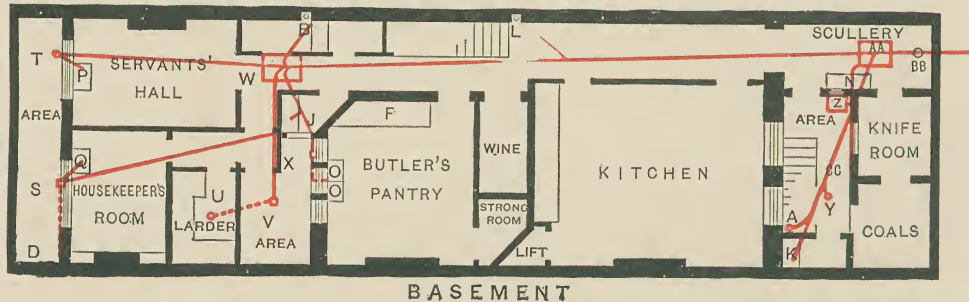 B
L
SCULLERY
AA
BB
T
P
SERVANTS'
HALL
W
N
Z
AREA
J
F
AREA
KNIFE
ROOM
WINE
Q
X
O
O
BUTLER'S
PANTRY
KITCHEN
CC
S
HOUSEKEEPER'S
ROOM
U
LARDER
V
AREA
STRONG
ROOM
A
Y
D
LIFT
K
COALS
BASEMENT